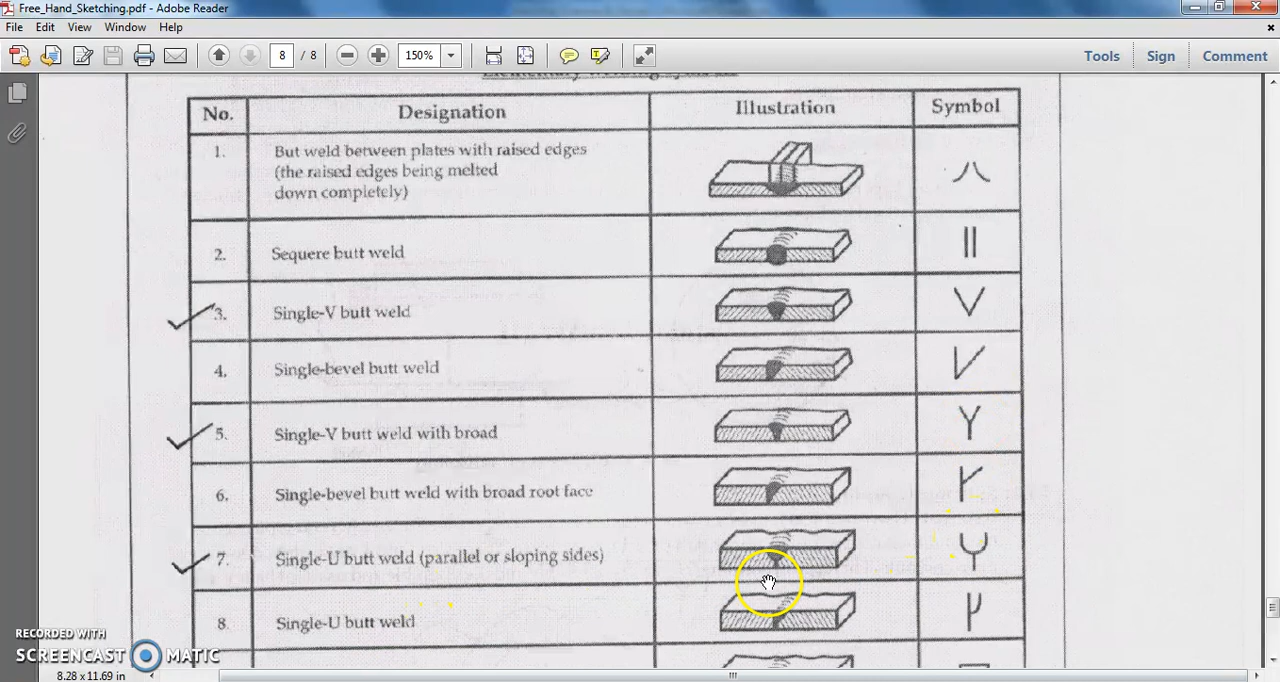 Free_Hand_Sketching.pdf - Adobe Reader
File Edit View Window Help
8 / 8 150% Tools Sign Comment
No. Designation Illustration Symbol
1. But weld between plates with raised edges
(the raised edges being melted
down completely)
2. Sequere butt weld
3. Single-V butt weld
4. Single-bevel butt weld
5. Single-V butt weld with broad
6. Single-bevel butt weld with broad root face
7. Single-U butt weld (parallel or sloping sides)
8. Single-U butt weld
RECORDED WITH
SCREENCAST MATIC
8.28 x 11.69 in